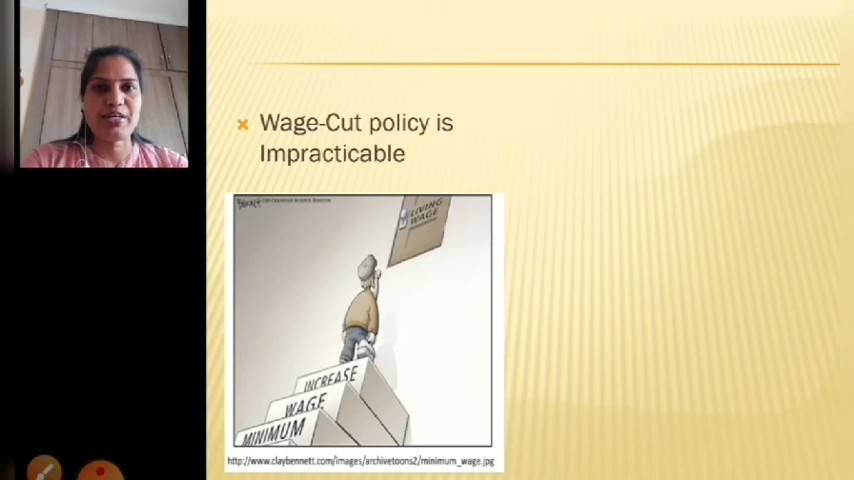 Wage-Cut policy is
Impracticable
LIVING
WAGE
INCREASE
WAGE
MINIMUM
http://www.claybennett.com/images/archivetoons2/minimum_wage.jpg